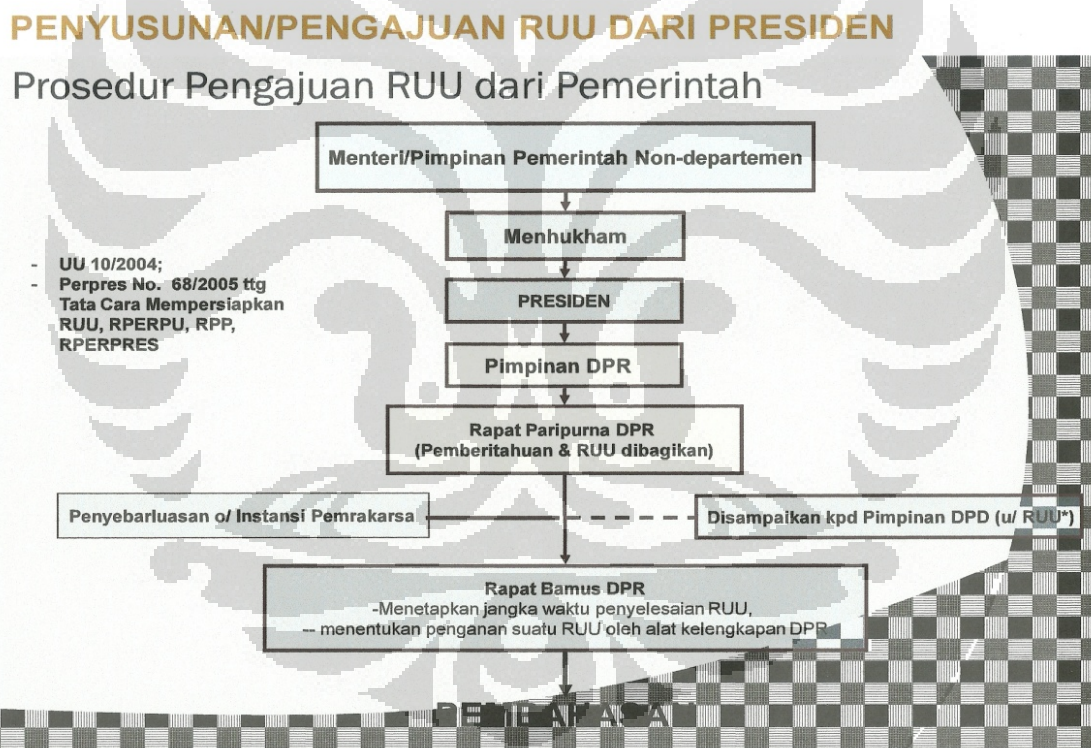 PENYUSUNAN/PENGAJUAN RUU DARI PRESIDEN
Prosedur Pengajuan RUU dari Pemerintah
Menteri/Pimpinan Pemerintah Non-departemen
Menhukham
- UU 10/2004;
- Perpres No. 68/2005 ttg
Tata Cara Mempersiapkan
RUU, RPERPU, RPP,
RPERPRES
PRESIDEN
Pimpinan DPR
Rapat Paripurna DPR
(Pemberitahuan & RUU dibagikan)
Penyebarluasan o/ Instansi Pemrakarsa
Disampaikan kpd Pimpinan DPD (u/ RUU*)
Rapat Bamus DPR
-Menetapkan jangka waktu penyelesaian RUU,
-- menentukan penganan suatu RUU oleh alat kelengkapan DPR